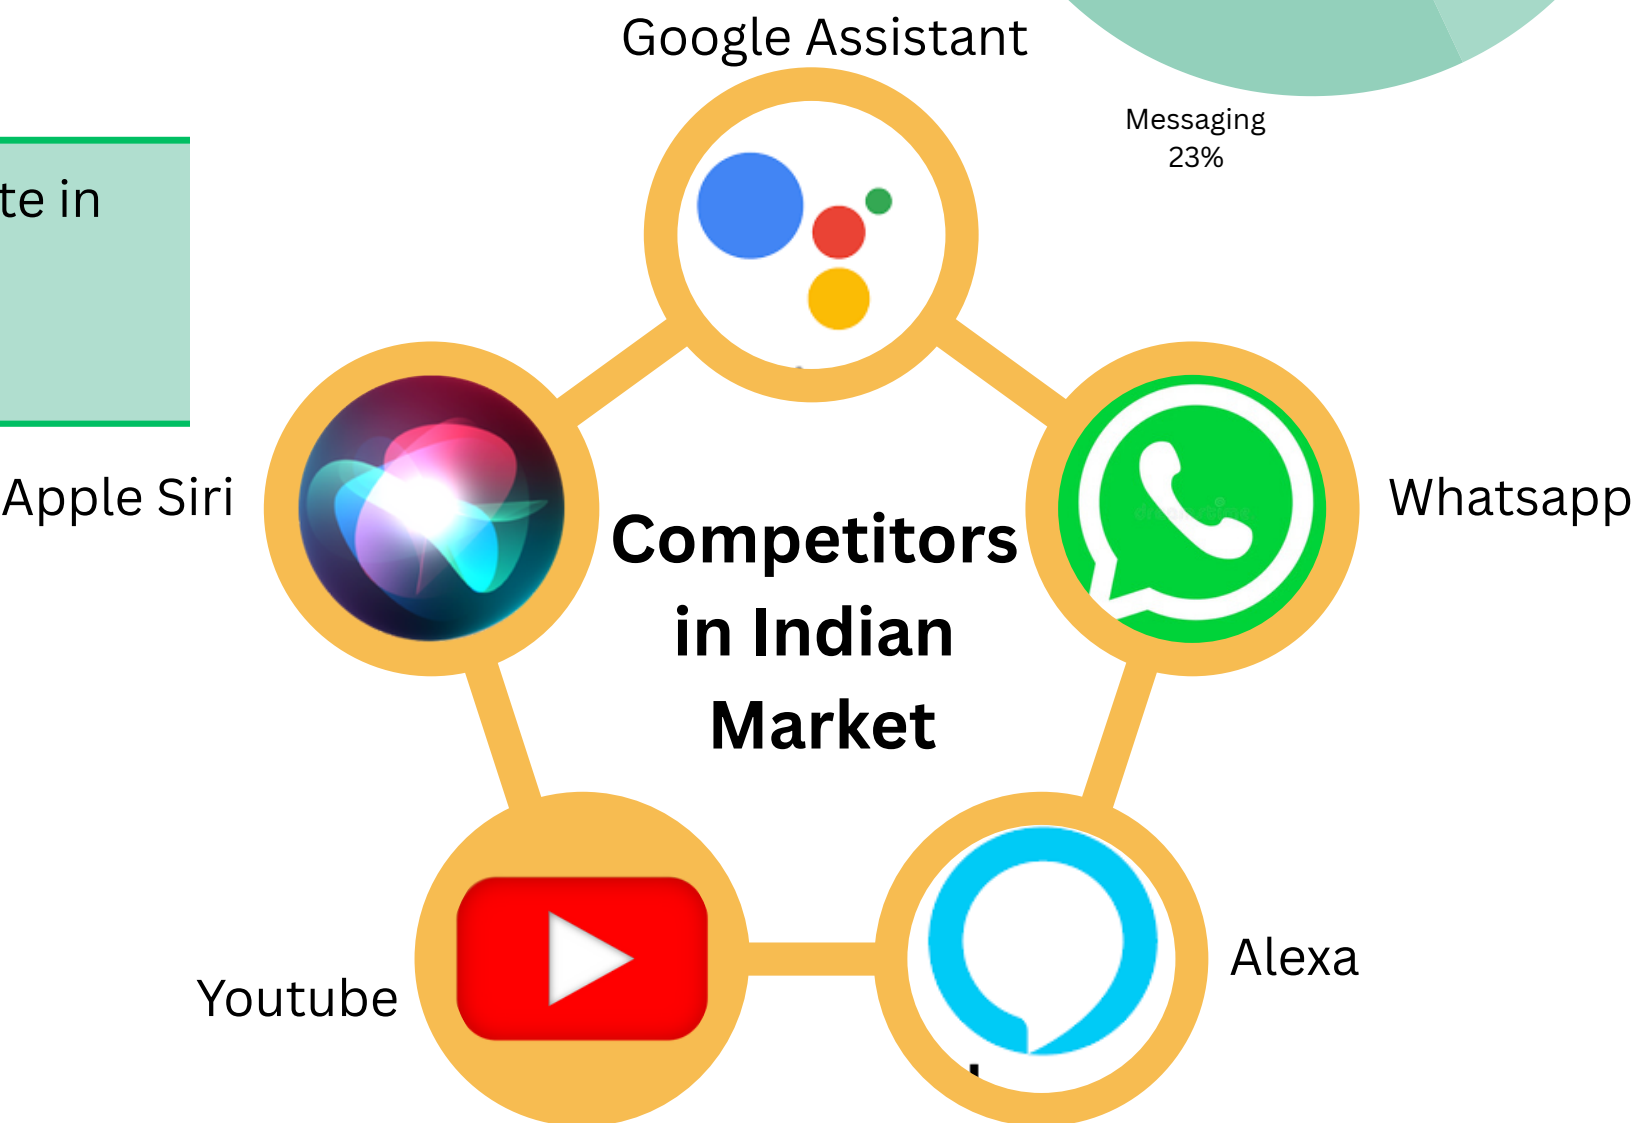 Google Assistant
Messaging
23%
te in
Apple Siri
Whatsapp
Competitors
in Indian
Market
Youtube
Alexa